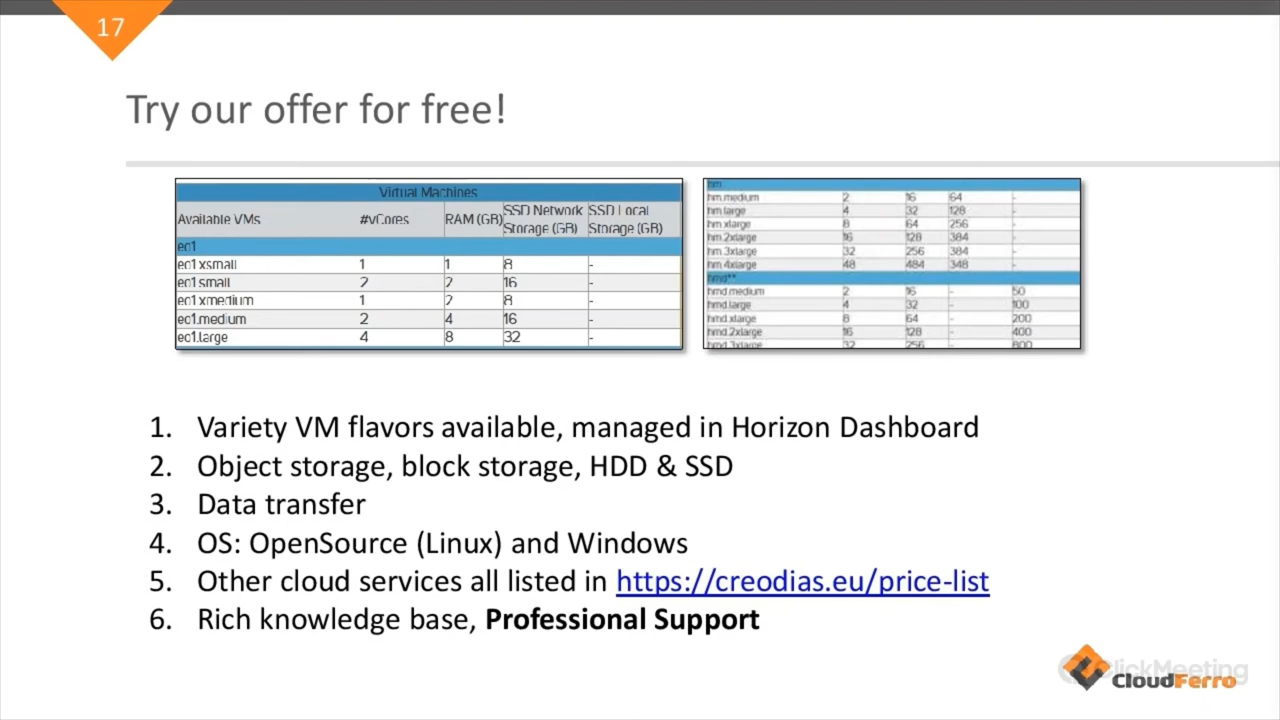 17
Try our offer for free!
Virtual Machines
Available VMs #vCores RAM (GB) SSD Network Storage (GB) SSD Local Storage (GB)
eo1
eo1.xsmall 1 1 8 -
eo1.small 2 2 16 -
eo1.xmedium 1 2 8 -
eo1.medium 2 4 16 -
eo1.large 4 8 32 -
hm
hm.medium 2 16 64 -
hm.large 4 32 128 -
hm.xlarge 8 64 256 -
hm.2xlarge 16 128 384 -
hm.3xlarge 32 256 384 -
hm.4xlarge 48 484 348 -
hmd**
hmd.medium 2 16 - 50
hmd.large 4 32 - 100
hmd.xlarge 8 64 - 200
hmd.2xlarge 16 128 - 400
hmd.3xlarge 32 256 - 800
1. Variety VM flavors available, managed in Horizon Dashboard
2. Object storage, block storage, HDD & SSD
3. Data transfer
4. OS: OpenSource (Linux) and Windows
5. Other cloud services all listed in https://creodias.eu/price-list
6. Rich knowledge base, Professional Support
ClickMeeting
CloudFerro